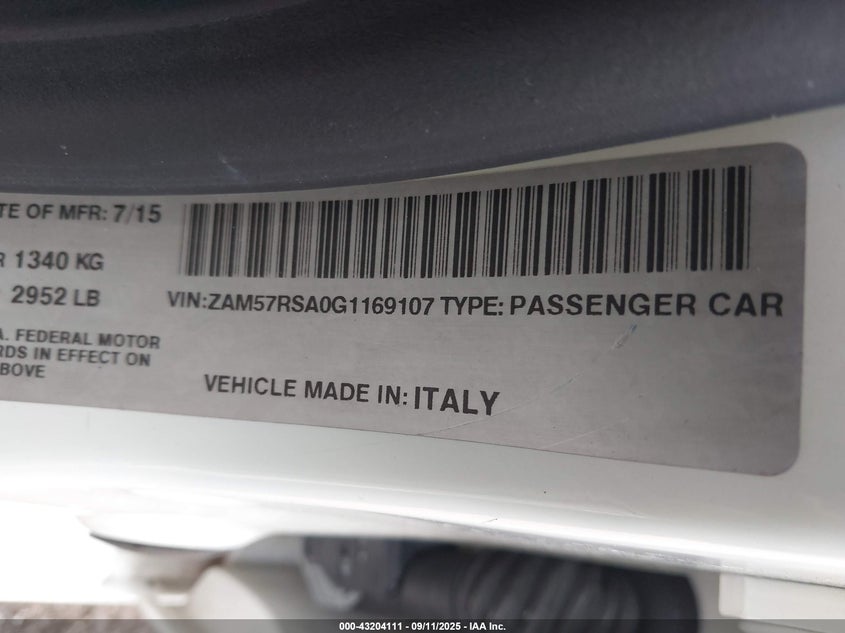 TE OF MFR: 7/15
R 1340 KG
2952 LB
VIN:ZAM57RSA0G1169107 TYPE: PASSENGER CAR
A. FEDERAL MOTOR
RDS IN EFFECT ON
BOVE
VEHICLE MADE IN: ITALY
000-43204111 - 09/11/2025 - IAA Inc.